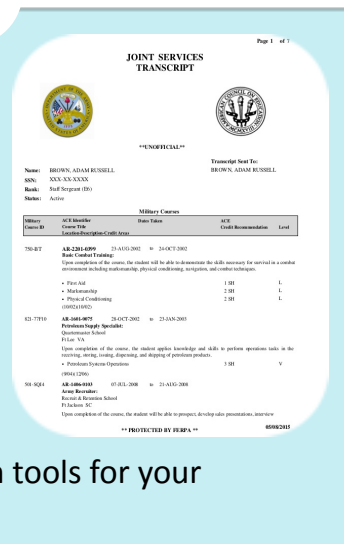 Page 1 of 7
JOINT SERVICES
TRANSCRIPT
AMERICAN COUNCIL ON EDUCATION
**UNOFFICIAL**
Transcript Sent To:
Name: BROWN, ADAM RUSSELL BROWN, ADAM RUSSELL
SSN: XXX-XX-XXXX
Rank: Staff Sergeant (E6)
Status: Active
Military Courses
Military Course ID ACE Identifier Course Title Location-Description-Credit Areas Dates Taken ACE Credit Recommendation Level
750-B/T AR-2201-0399 23-AUG-2002 to 24-OCT-2002
Basic Combat Training:
Upon completion of the course, the student will be able to demonstrate the skills necessary for survival in a combat
environment including marksmanship, physical conditioning, navigation, and combat techniques.
• First Aid 1 SH L
• Marksmanship 2 SH L
• Physical Conditioning 2 SH L
(10/02)(10/02)
821-77F10 AR-1601-0075 28-OCT-2002 to 23-JAN-2003
Petroleum Supply Specialist:
Quartermaster School
Ft Lee VA
Upon completion of the course, the student applies knowledge and skills to perform operations tasks in the
receiving, storing, issuing, dispensing, and shipping of petroleum products.
• Petroleum Systems Operations 3 SH V
501-SQI4 AR-1406-0103 07-JUL-2008 to 21-AUG-2008
Army Recruiter:
Recruit & Retention School
Ft Jackson SC
Upon completion of the course, the student will be able to prospect, develop sales presentations, interview
** PROTECTED BY FERPA **
05/08/2015
tools for your